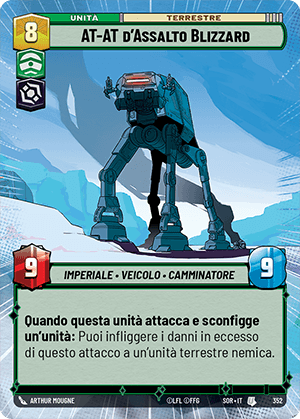 8
UNITÀ
TERRESTRE
AT-AT d'Assalto Blizzard
9
9
IMPERIALE • VEICOLO • CAMMINATORE
Quando questa unità attacca e sconfigge
un'unità: Puoi infliggere i danni in eccesso
di questo attacco a un'unità terrestre nemica.
ARTHUR MOUGNE
©LFL ©FFG
SOR • IT
352